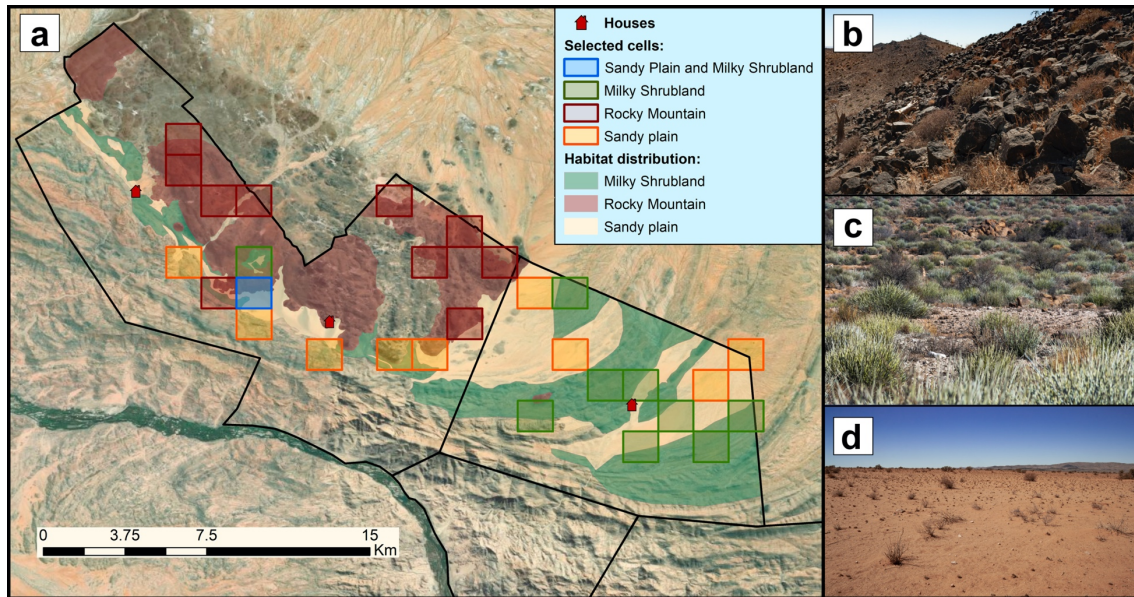 a
Houses
Selected cells:
Sandy Plain and Milky Shrubland
Milky Shrubland
Rocky Mountain
Sandy plain
Habitat distribution:
Milky Shrubland
Rocky Mountain
Sandy plain
0 3.75 7.5 15
Km
b
c
d